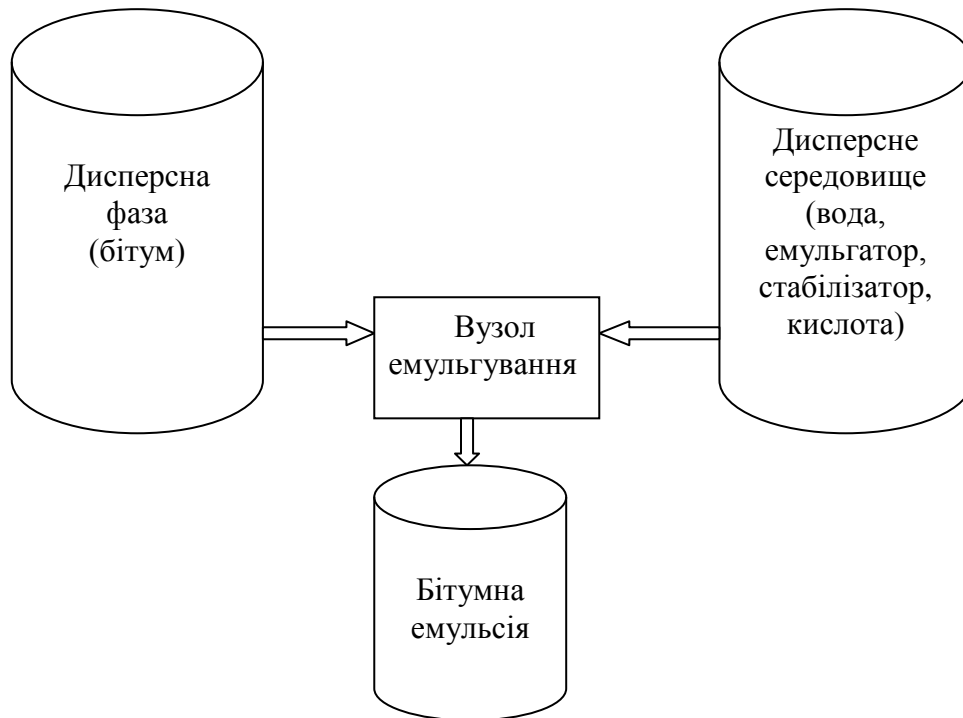 Дисперсна
фаза
(бітум)
Дисперсне
середовище
(вода,
емульгатор,
стабілізатор,
кислота)
Вузол
емульгування
Бітумна
емульсія